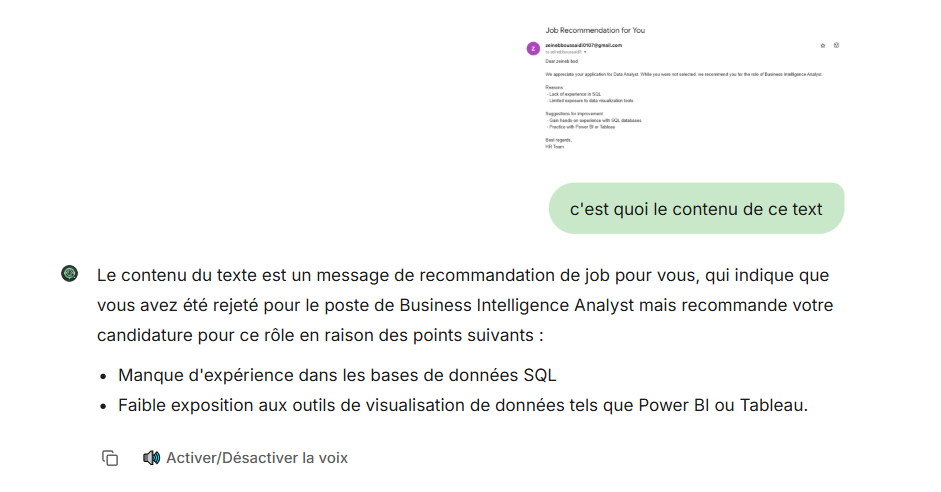 Job Recommendation for You
Z
zeinebboussaidi0107@gmail.com
to zeinebboussaidi
Dear zaineb bed,
We appreciate your application for Data Analyst. While you were not selected, we recommend you for the role of Business Intelligence Analyst.
Reasons:
- Lack of experience in SQL
- Limited exposure to data visualization tools
Suggestions for improvement:
- Gain hands-on experience with SQL databases
- Practice with Power BI or Tableau
Best regards,
HR Team
c'est quoi le contenu de ce text
Le contenu du texte est un message de recommandation de job pour vous, qui indique que
vous avez été rejeté pour le poste de Business Intelligence Analyst mais recommande votre
candidature pour ce rôle en raison des points suivants :
• Manque d'expérience dans les bases de données SQL
• Faible exposition aux outils de visualisation de données tels que Power BI ou Tableau.
Activer/Désactiver la voix